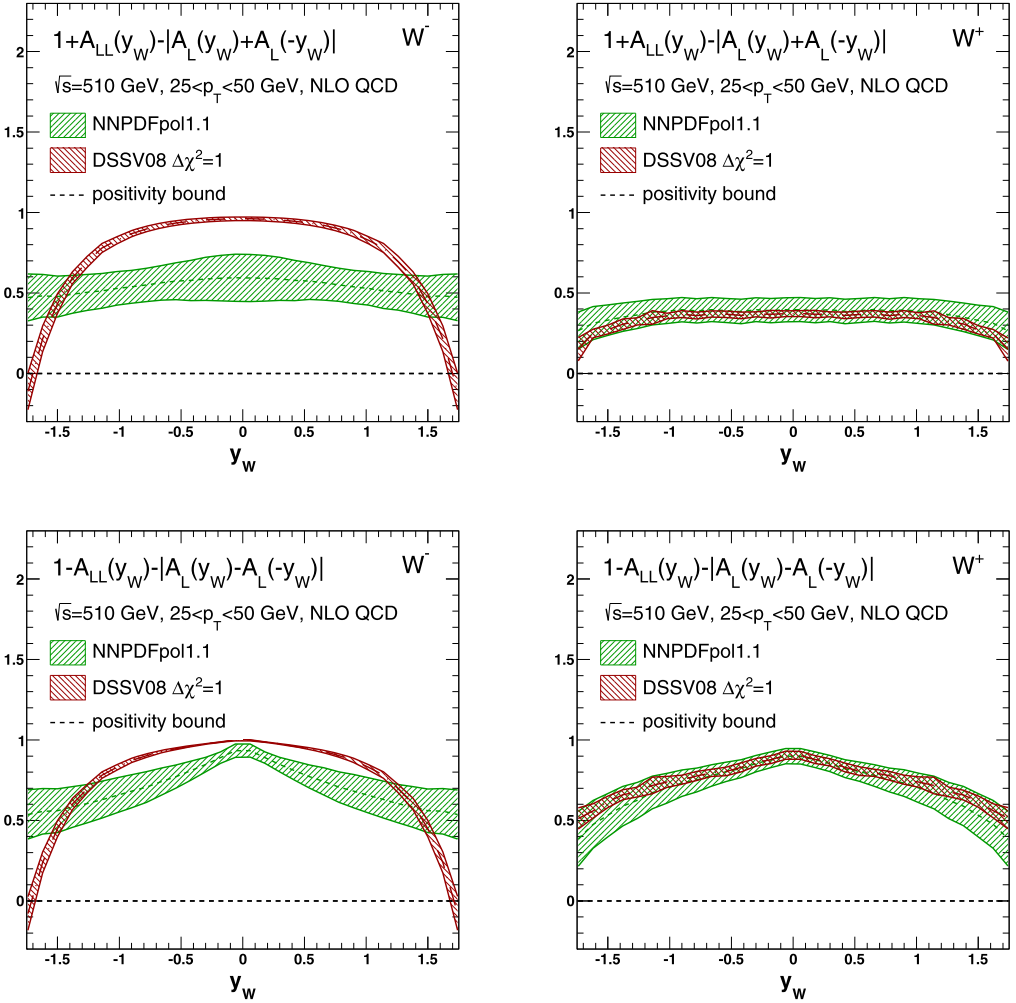 1+A_LL(y_W)-|A_L(y_W)+A_L(-y_W)| W^-
√s=510 GeV, 25<p_T<50 GeV, NLO QCD
NNPDFpol1.1
DSSV08 Δχ²=1
positivity bound
2
1.5
1
0.5
0
-1.5 -1 -0.5 0 0.5 1 1.5
y_W
1+A_LL(y_W)-|A_L(y_W)+A_L(-y_W)| W^+
√s=510 GeV, 25<p_T<50 GeV, NLO QCD
NNPDFpol1.1
DSSV08 Δχ²=1
positivity bound
2
1.5
1
0.5
0
-1.5 -1 -0.5 0 0.5 1 1.5
y_W
1-A_LL(y_W)-|A_L(y_W)-A_L(-y_W)| W^-
√s=510 GeV, 25<p_T<50 GeV, NLO QCD
NNPDFpol1.1
DSSV08 Δχ²=1
positivity bound
2
1.5
1
0.5
0
-1.5 -1 -0.5 0 0.5 1 1.5
y_W
1-A_LL(y_W)-|A_L(y_W)-A_L(-y_W)| W^+
√s=510 GeV, 25<p_T<50 GeV, NLO QCD
NNPDFpol1.1
DSSV08 Δχ²=1
positivity bound
2
1.5
1
0.5
0
-1.5 -1 -0.5 0 0.5 1 1.5
y_W